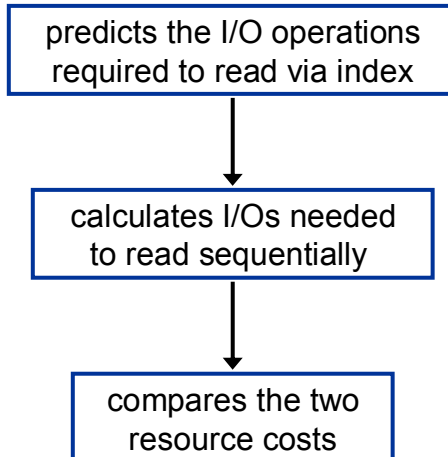 predicts the I/O operations
required to read via index
calculates I/Os needed
to read sequentially
compares the two
resource costs